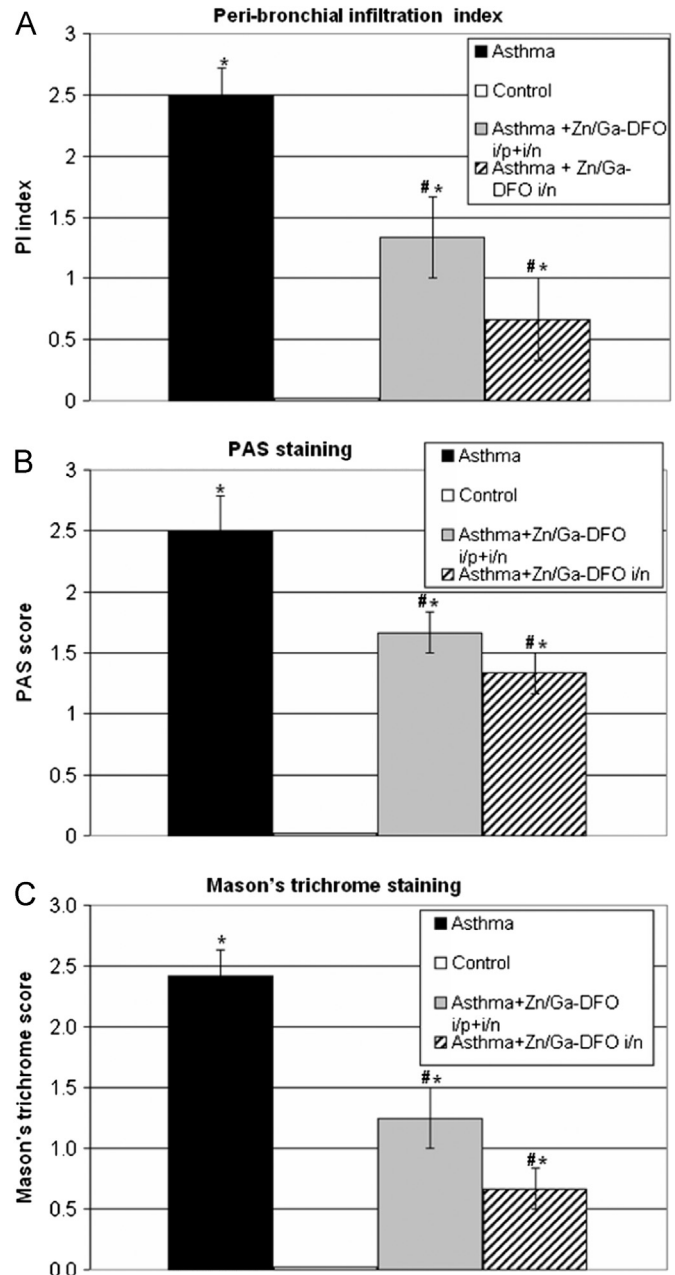 A
Peri-bronchial infiltration index
3
2.5
2
1.5
1
0.5
0
PI index
*
# *
# *
Asthma
Control
Asthma +Zn/Ga-DFO
i/p+i/n
Asthma + Zn/Ga-
DFO i/n
B
PAS staining
3
2.5
2
1.5
1
0.5
0
PAS score
*
#*
#*
Asthma
Control
Asthma+Zn/Ga-DFO
i/p+i/n
Asthma+Zn/Ga-DFO i/n
C
Mason's trichrome staining
3.0
2.5
2.0
1.5
1.0
0.5
0.0
Mason's trichrome score
*
#*
#*
Asthma
Control
Asthma+Zn/Ga-DFO
i/p+i/n
Asthma+Zn/Ga-DFO i/n